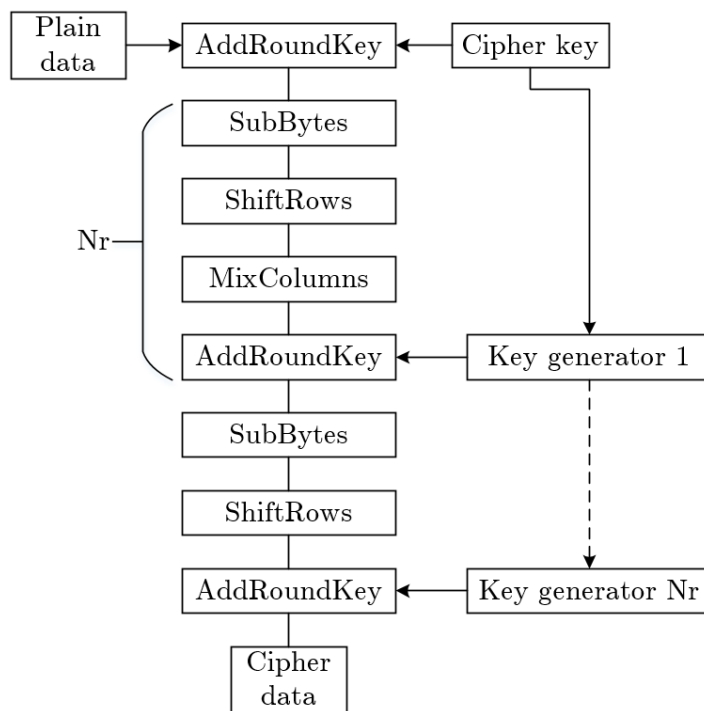 Plain
data
AddRoundKey
Cipher key
SubBytes
ShiftRows
Nr
MixColumns
AddRoundKey
Key generator 1
SubBytes
ShiftRows
AddRoundKey
Key generator Nr
Cipher
data